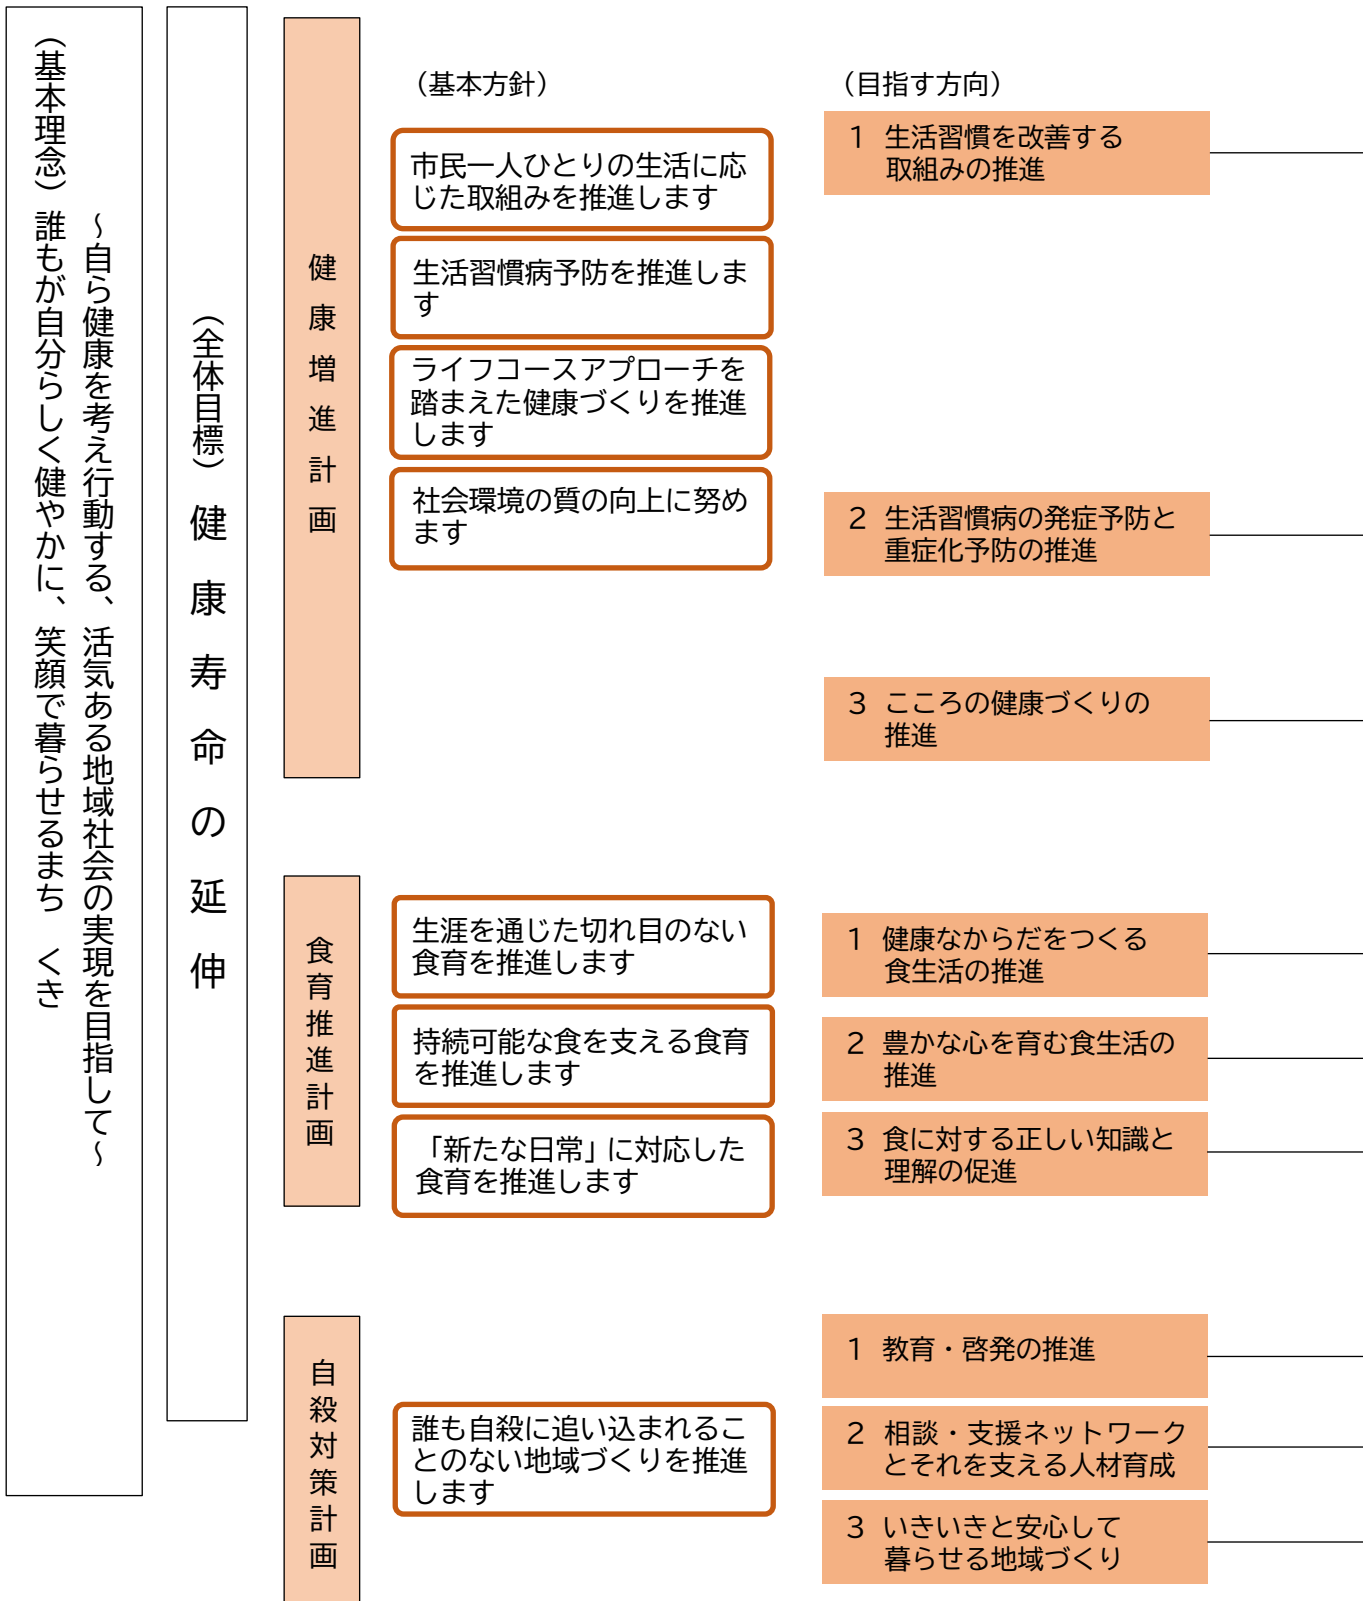 （基本理念）誰もが自分らしく健やかに、笑顔で暮らせるまち　くき
～自ら健康を考え行動する、活気ある地域社会の実現を目指して～
（全体目標）健康寿命の延伸
健康増進計画
（基本方針）
市民一人ひとりの生活に応
じた取組みを推進します
生活習慣病予防を推進しま
す
ライフコースアプローチを
踏まえた健康づくりを推進
します
社会環境の質の向上に努め
ます
（目指す方向）
1 生活習慣を改善する
取組みの推進
2 生活習慣病の発症予防と
重症化予防の推進
3 こころの健康づくりの
推進
食育推進計画
生涯を通じた切れ目のない
食育を推進します
持続可能な食を支える食育
を推進します
「新たな日常」に対応した
食育を推進します
1 健康なからだをつくる
食生活の推進
2 豊かな心を育む食生活の
推進
3 食に対する正しい知識と
理解の促進
自殺対策計画
誰も自殺に追い込まれるこ
とのない地域づくりを推進
します
1 教育・啓発の推進
2 相談・支援ネットワーク
とそれを支える人材育成
3 いきいきと安心して
暮らせる地域づくり